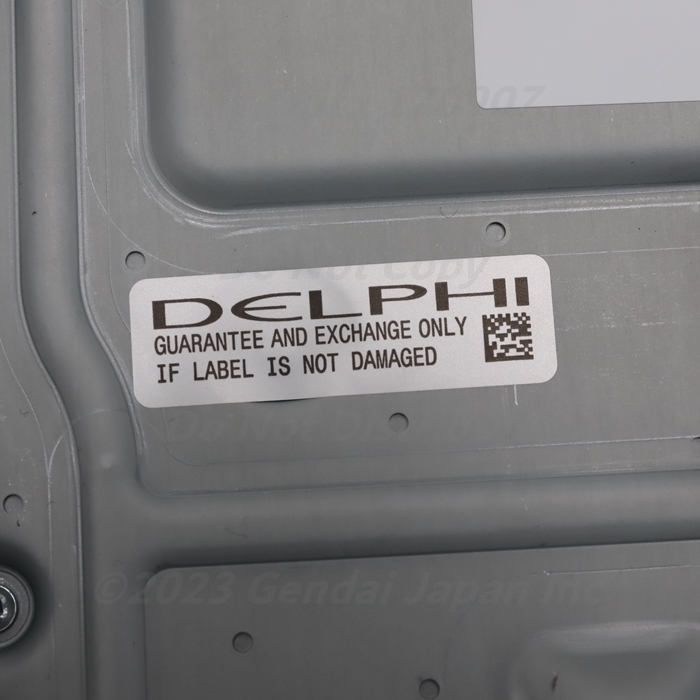 Do Not Copy
DELPHI
GUARANTEE AND EXCHANGE ONLY
IF LABEL IS NOT DAMAGED
©2023 Gendai Japan Inc.